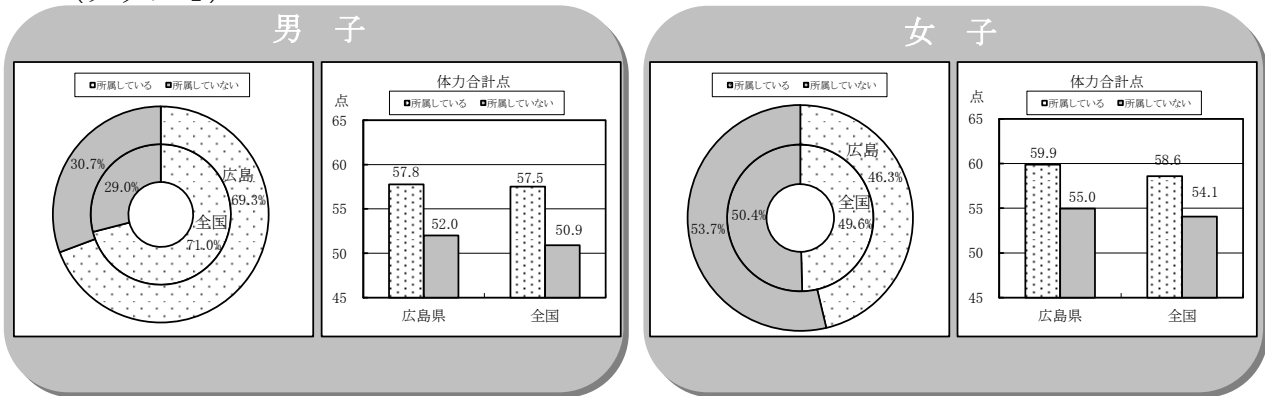 男　子
■所属している　■所属していない
30.7%
29.0%
広島
69.3%
全国
71.0%
体力合計点
点
■所属している　■所属していない
65
60
55
50
45
57.8
52.0
57.5
50.9
広島県
全国
女　子
■所属している　■所属していない
広島
46.3%
全国
49.6%
50.4%
53.7%
体力合計点
点
■所属している　■所属していない
65
60
55
50
45
59.9
55.0
58.6
54.1
広島県
全国